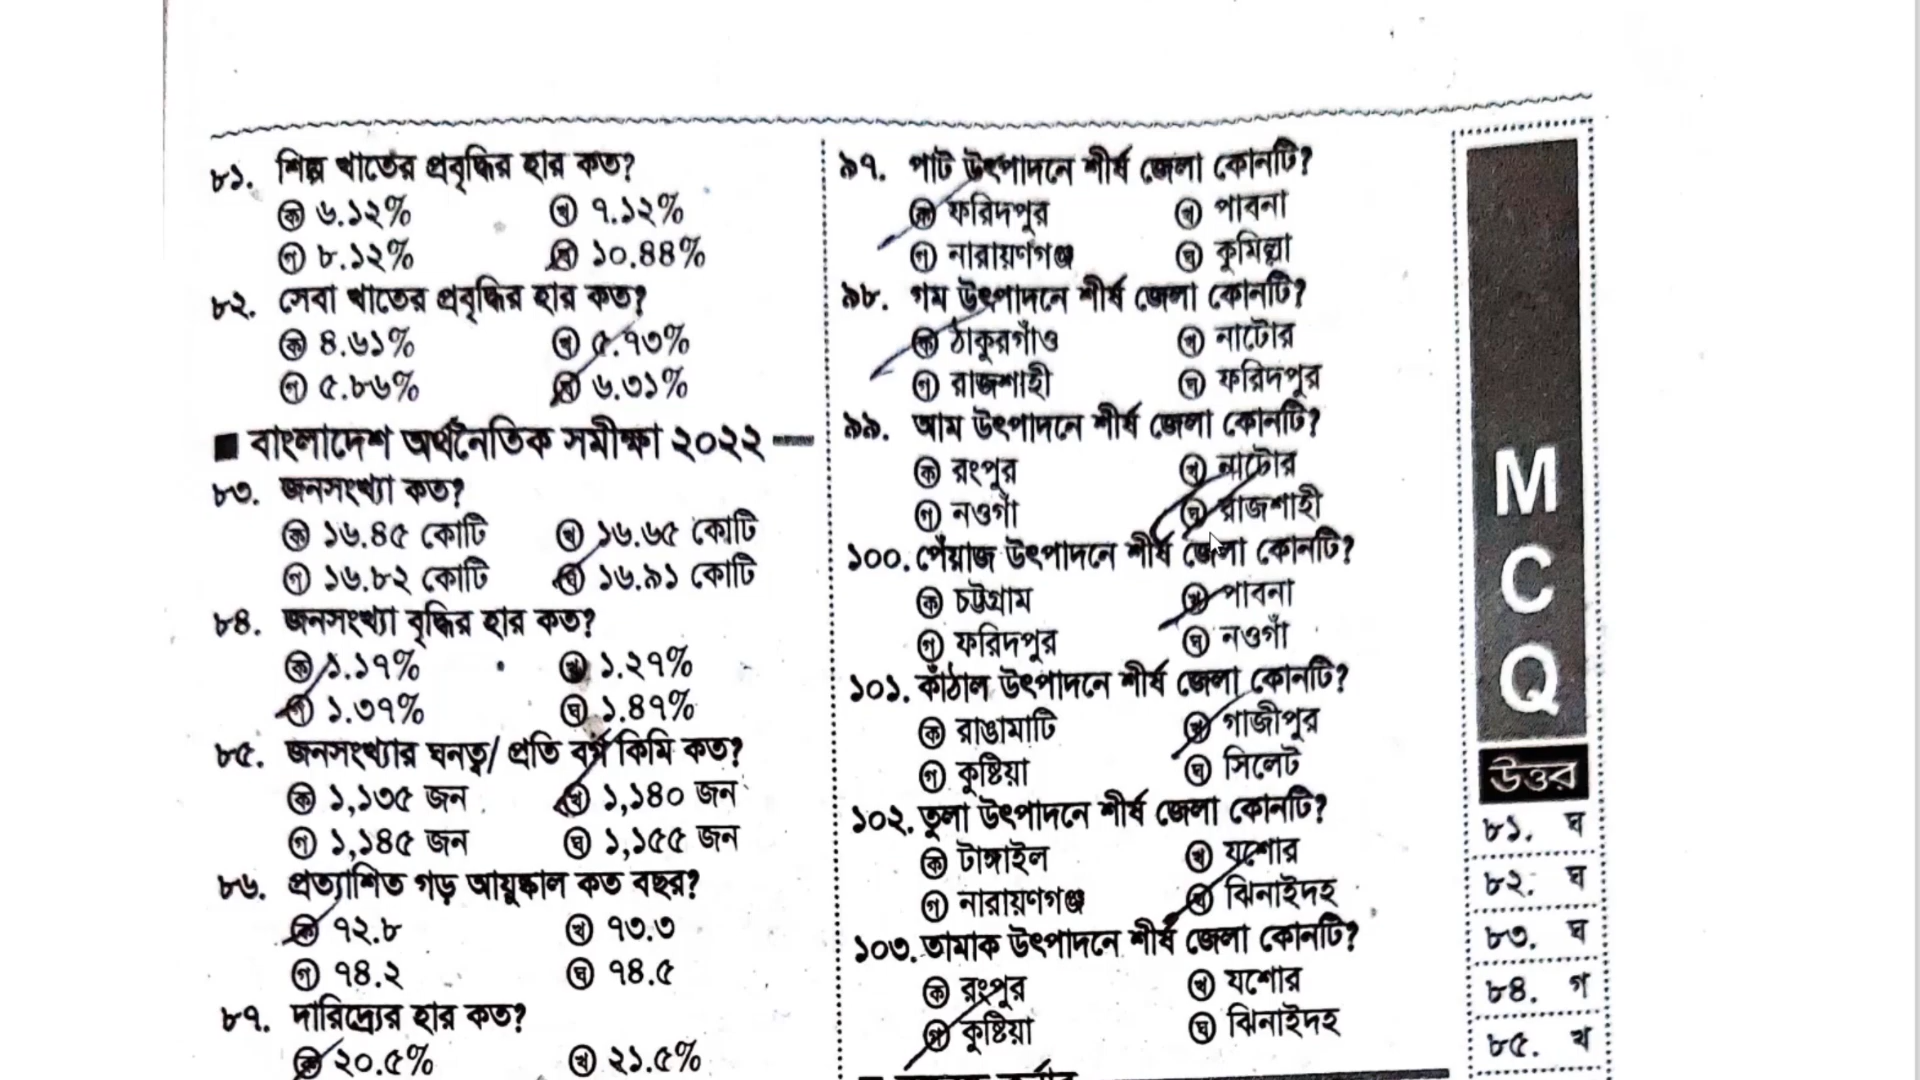 ৮১. শিল্প খাতের প্রবৃদ্ধির হার কত?
ক ৬.১২% খ ৭.১২%
গ ৮.১২% ঘ ১০.৪৪%
৮২. সেবা খাতের প্রবৃদ্ধির হার কত?
ক ৪.৬১% খ ৫.৭৩%
গ ৫.৮৬% ঘ ৬.৩১%
■ বাংলাদেশ অর্থনৈতিক সমীক্ষা ২০২২
৮৩. জনসংখ্যা কত?
ক ১৬.৪৫ কোটি খ ১৬.৬৫ কোটি
গ ১৬.৮২ কোটি ঘ ১৬.৯১ কোটি
৮৪. জনসংখ্যা বৃদ্ধির হার কত?
ক ১.১৭% খ ১.২৭%
গ ১.৩৭% ঘ ১.৪৭%
৮৫. জনসংখ্যার ঘনত্ব/ প্রতি বর্গ কিমি কত?
ক ১,১৩৫ জন খ ১,১৪০ জন
গ ১,১৪৫ জন ঘ ১,১৫৫ জন
৮৬. প্রত্যাশিত গড় আয়ুষ্কাল কত বছর?
ক ৭২.৮ খ ৭৩.৩
গ ৭৪.২ ঘ ৭৪.৫
৮৭. দারিদ্র্যের হার কত?
ক ২০.৫% খ ২১.৫%
৯৭. পাট উৎপাদনে শীর্ষ জেলা কোনটি?
ক ফরিদপুর খ পাবনা
গ নারায়ণগঞ্জ ঘ কুমিল্লা
৯৮. গম উৎপাদনে শীর্ষ জেলা কোনটি?
ক ঠাকুরগাঁও খ নাটোর
গ রাজশাহী ঘ ফরিদপুর
৯৯. আম উৎপাদনে শীর্ষ জেলা কোনটি?
ক রংপুর খ নাটোর
গ নওগাঁ ঘ রাজশাহী
১০০. পেঁয়াজ উৎপাদনে শীর্ষ জেলা কোনটি?
ক চট্টগ্রাম খ পাবনা
গ ফরিদপুর ঘ নওগাঁ
১০১. কাঁঠাল উৎপাদনে শীর্ষ জেলা কোনটি?
ক রাঙামাটি খ গাজীপুর
গ কুষ্টিয়া ঘ সিলেট
১০২. তুলা উৎপাদনে শীর্ষ জেলা কোনটি?
ক টাঙ্গাইল খ যশোর
গ নারায়ণগঞ্জ ঘ ঝিনাইদহ
১০৩. তামাক উৎপাদনে শীর্ষ জেলা কোনটি?
ক রংপুর খ যশোর
গ কুষ্টিয়া ঘ ঝিনাইদহ
M
C
Q
উত্তর
৮১. ঘ
৮২. ঘ
৮৩. ঘ
৮৪. গ
৮৫. খ